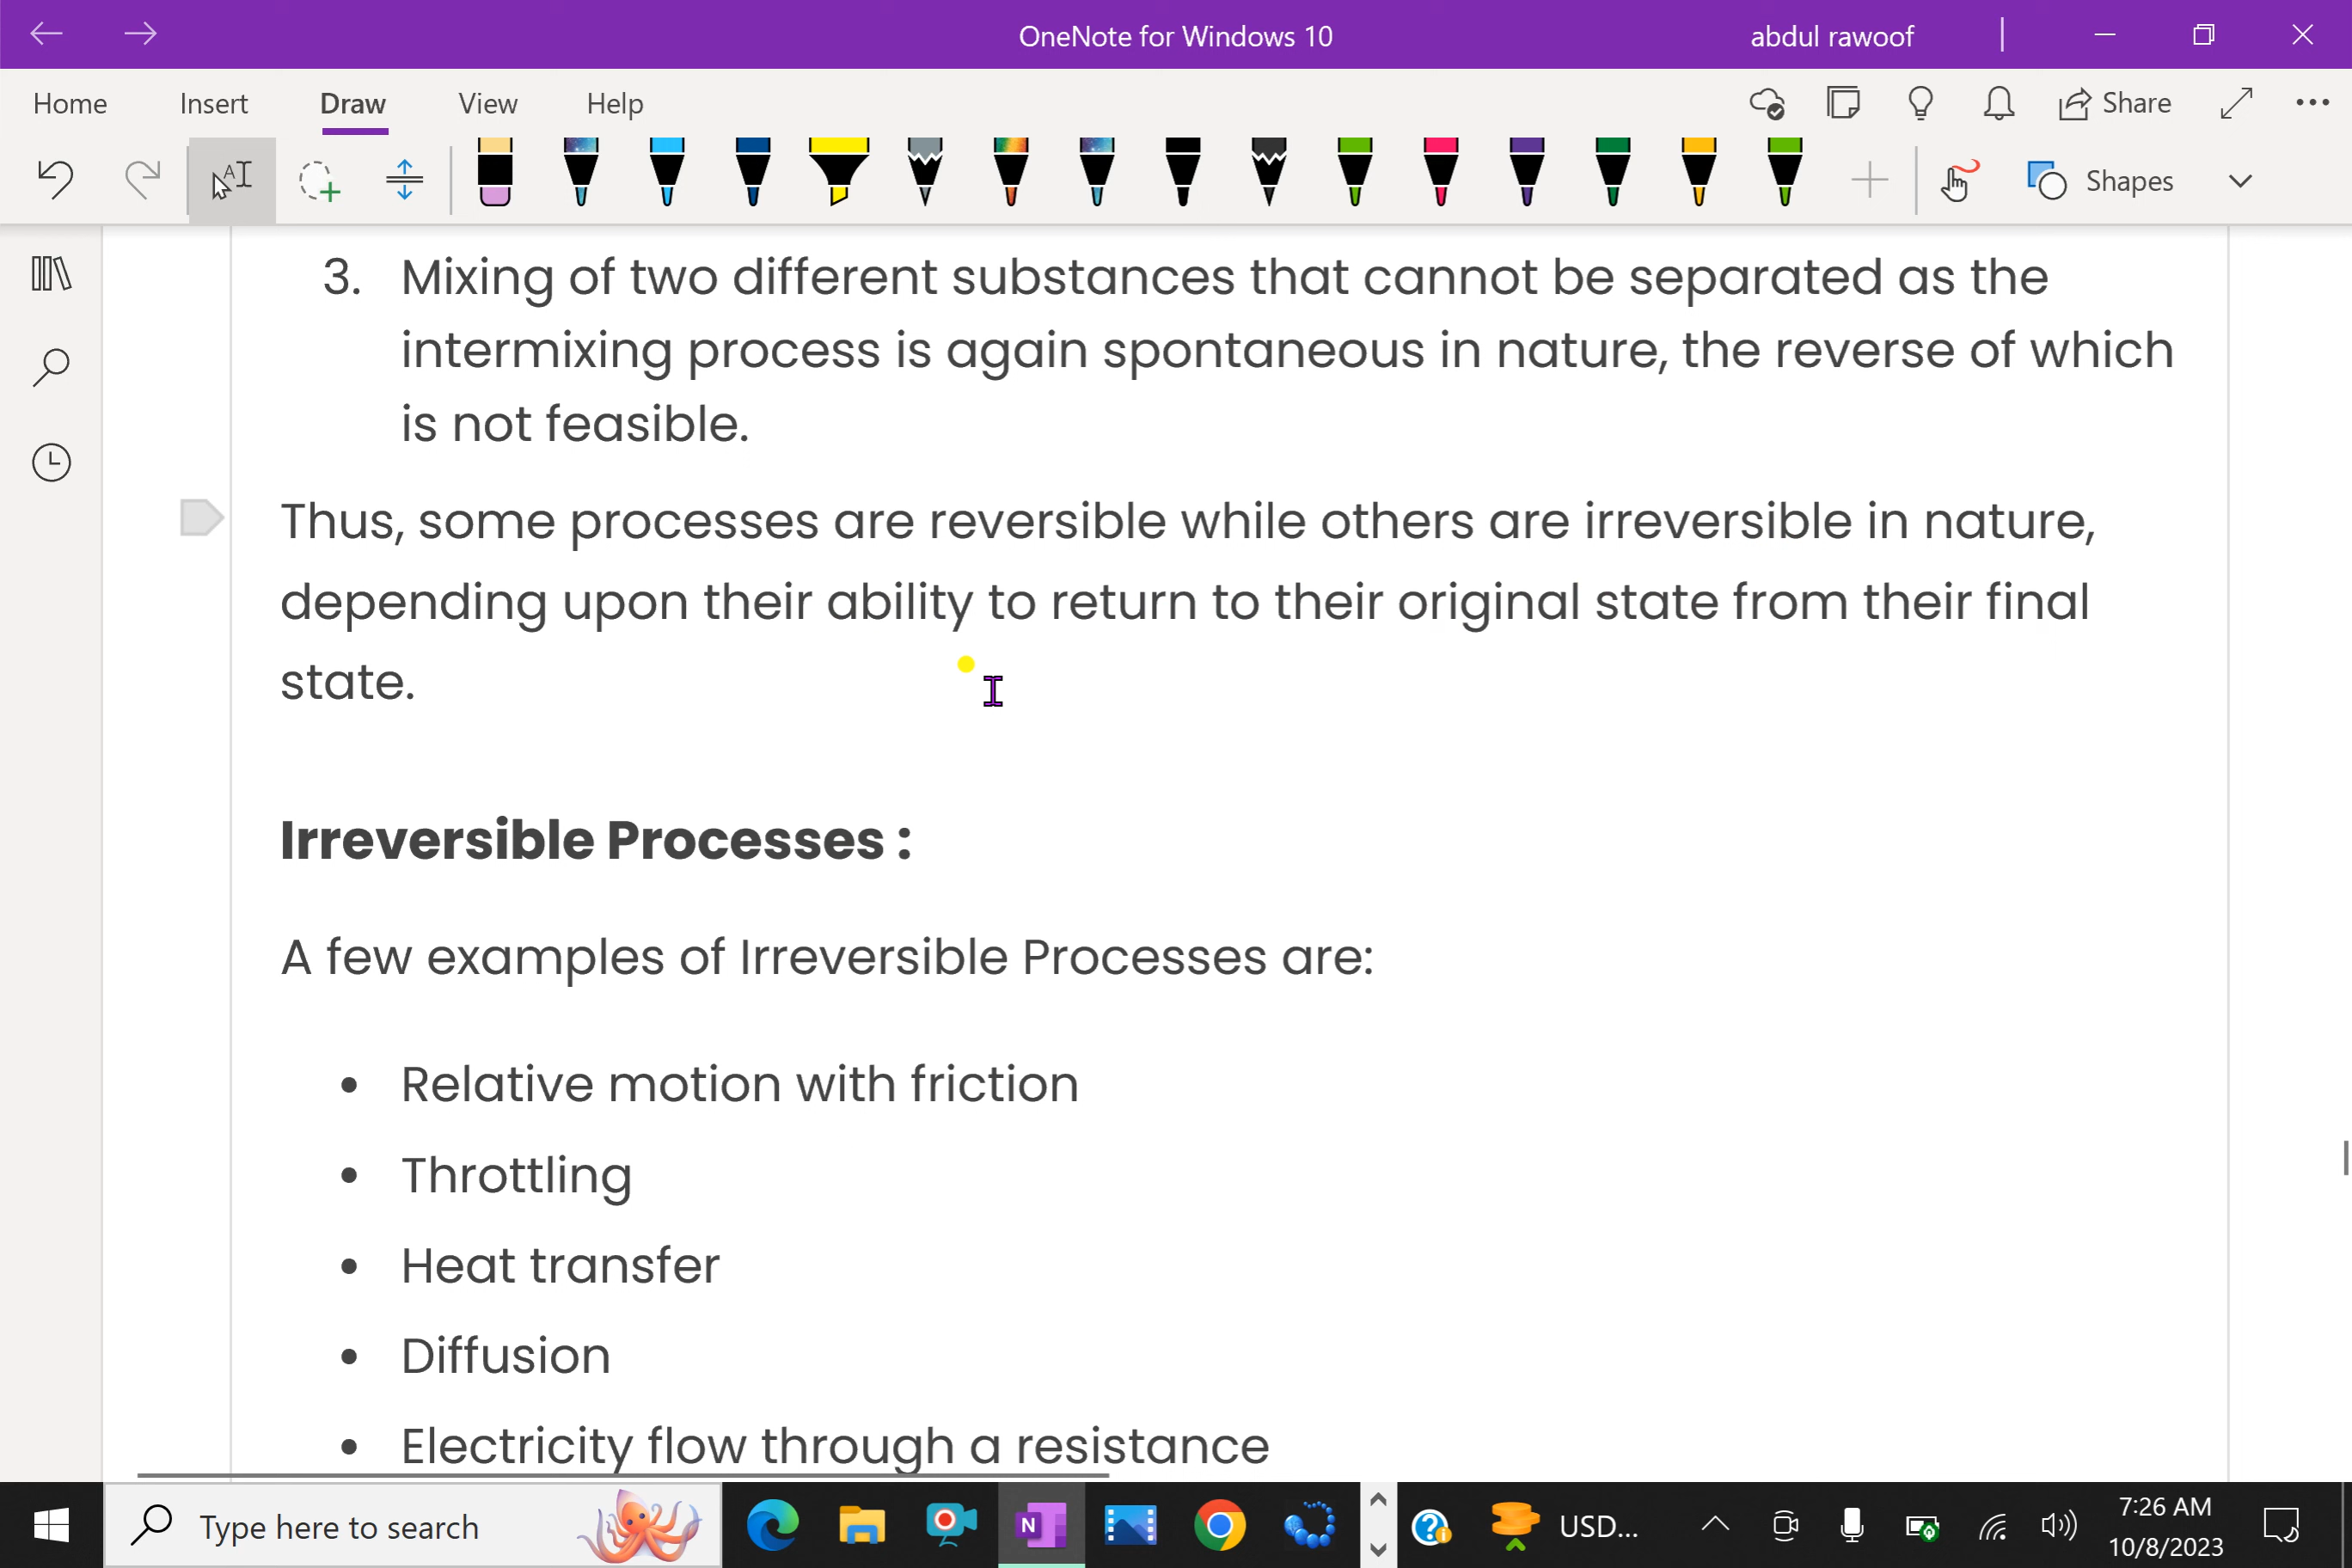 OneNote for Windows 10
abdul rawoof
Home Insert Draw View Help
Share
Shapes
3. Mixing of two different substances that cannot be separated as the
intermixing process is again spontaneous in nature, the reverse of which
is not feasible.
Thus, some processes are reversible while others are irreversible in nature,
depending upon their ability to return to their original state from their final
state.
Irreversible Processes :
A few examples of Irreversible Processes are:
• Relative motion with friction
• Throttling
• Heat transfer
• Diffusion
• Electricity flow through a resistance
Type here to search
USD...
7:26 AM
10/8/2023